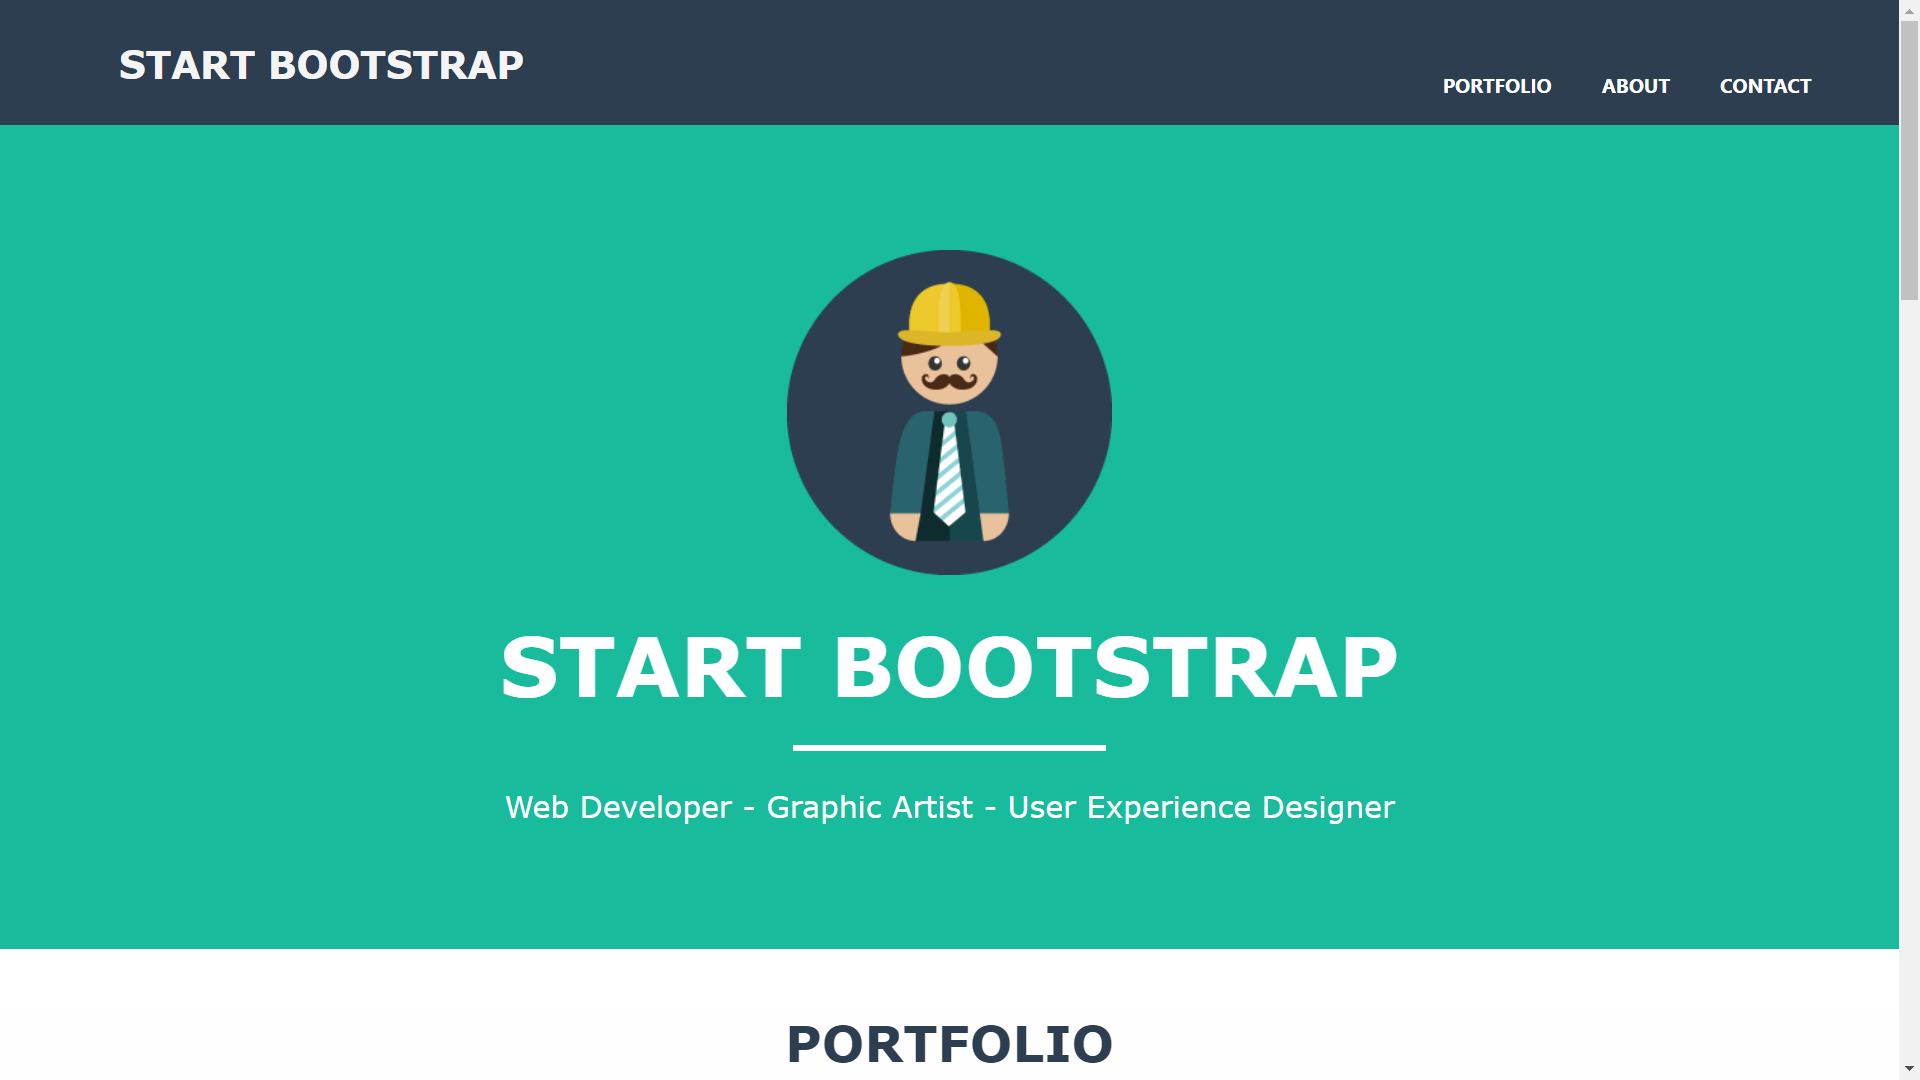 START BOOTSTRAP
PORTFOLIO ABOUT CONTACT
START BOOTSTRAP
Web Developer - Graphic Artist - User Experience Designer
PORTFOLIO